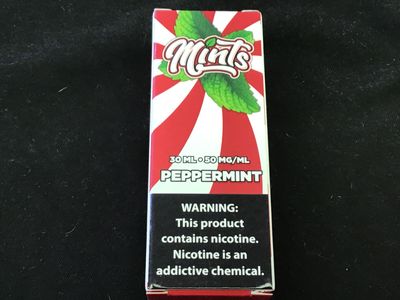 Mints
30 ML • 50 MG/ML
PEPPERMINT
WARNING:
This product
contains nicotine.
Nicotine is an
addictive chemical.